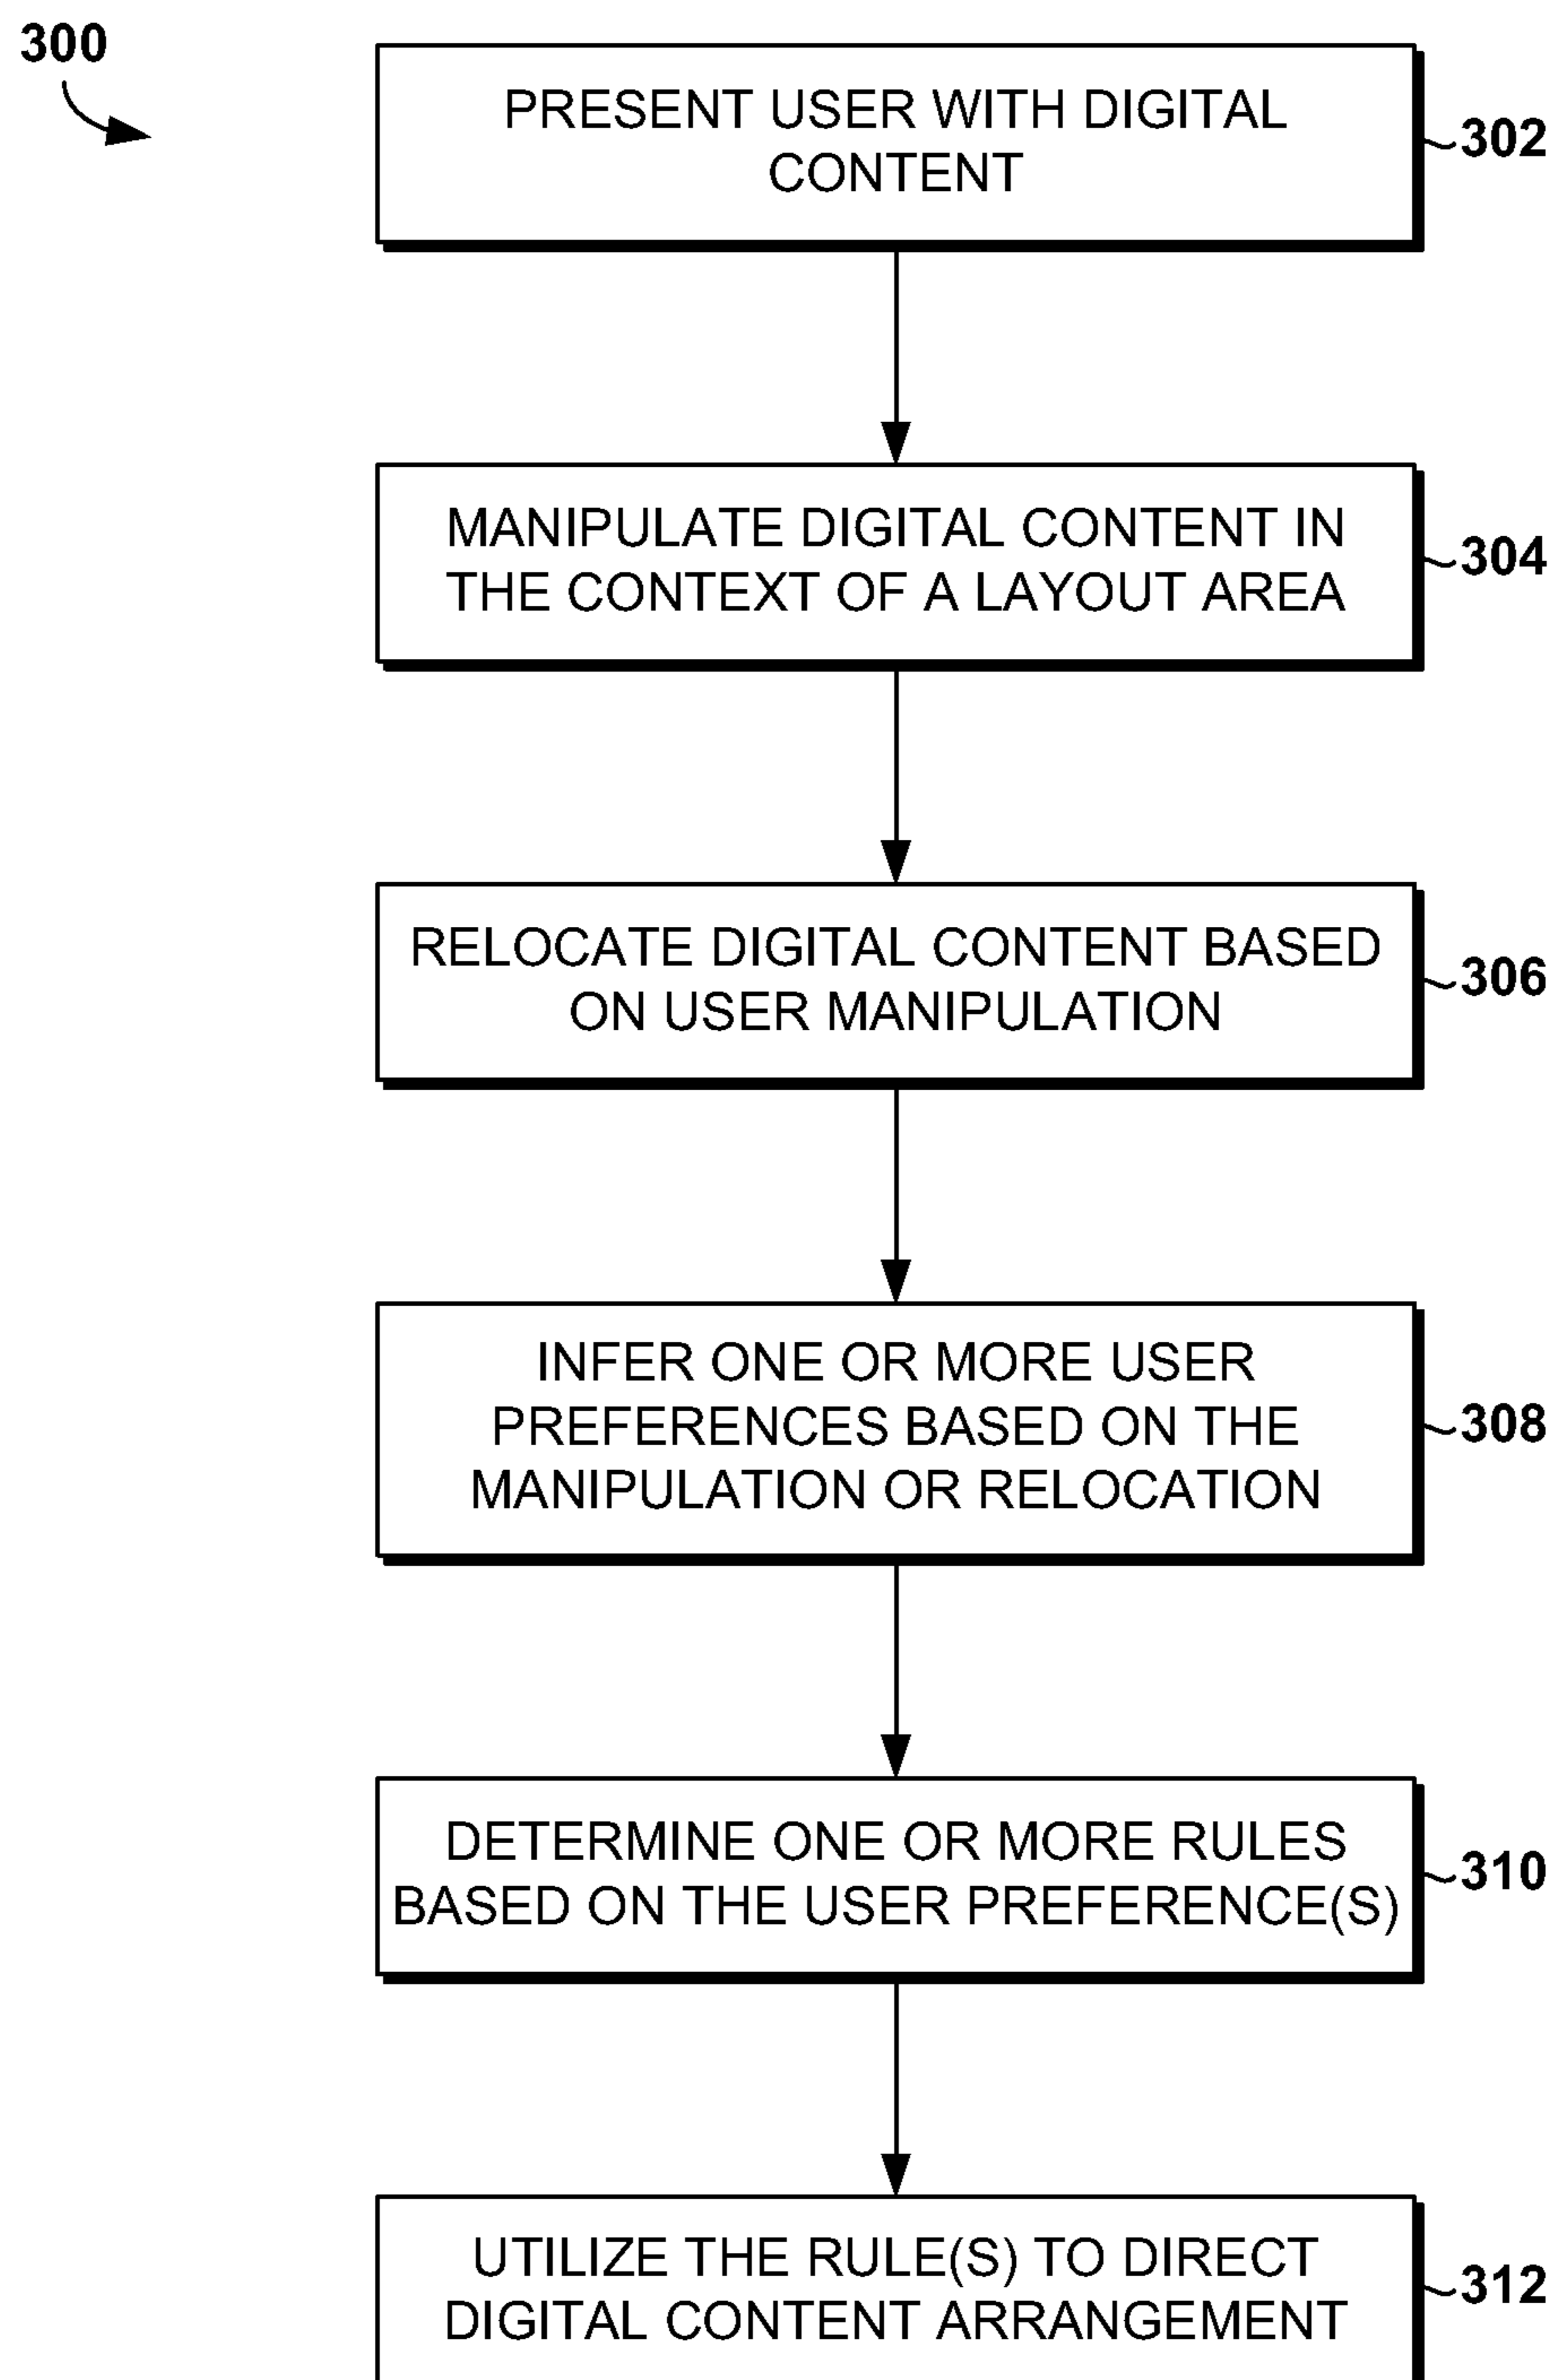 300
PRESENT USER WITH DIGITAL
CONTENT
302
MANIPULATE DIGITAL CONTENT IN
THE CONTEXT OF A LAYOUT AREA
304
RELOCATE DIGITAL CONTENT BASED
ON USER MANIPULATION
306
INFER ONE OR MORE USER
PREFERENCES BASED ON THE
MANIPULATION OR RELOCATION
308
DETERMINE ONE OR MORE RULES
BASED ON THE USER PREFERENCE(S)
310
UTILIZE THE RULE(S) TO DIRECT
DIGITAL CONTENT ARRANGEMENT
312